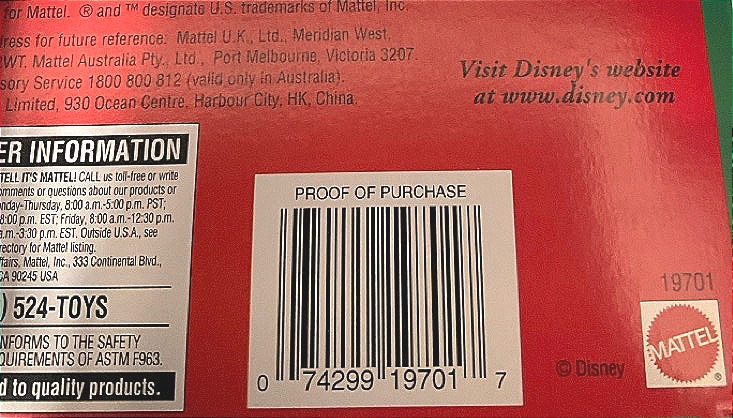 for Mattel. ® and ™ designate U.S. trademarks of Mattel, Inc.
ress for future reference: Mattel U.K., Ltd., Meridian West,
WT. Mattel Australia Pty., Ltd., Port Melbourne, Victoria 3207.
sory Service 1800 800 812 (valid only in Australia).
Limited, 930 Ocean Centre, Harbour City, HK, China.
Visit Disney's website
at www.disney.com
ER INFORMATION
TELL IT'S MATTEL! CALL us toll-free or write
omments or questions about our products or
nday-Thursday, 8:00 a.m.-5:00 p.m. PST;
8:00 p.m. EST; Friday, 8:00 a.m.-12:30 p.m.
a.m.-3:30 p.m. EST. Outside U.S.A., see
rectory for Mattel listing.
ffairs, Mattel, Inc., 333 Continental Blvd.,
CA 90245 USA
) 524-TOYS
NFORMS TO THE SAFETY
QUIREMENTS OF ASTM F963.
d to quality products.
PROOF OF PURCHASE
0 74299 19701 7
19701
MATTEL ®
© Disney